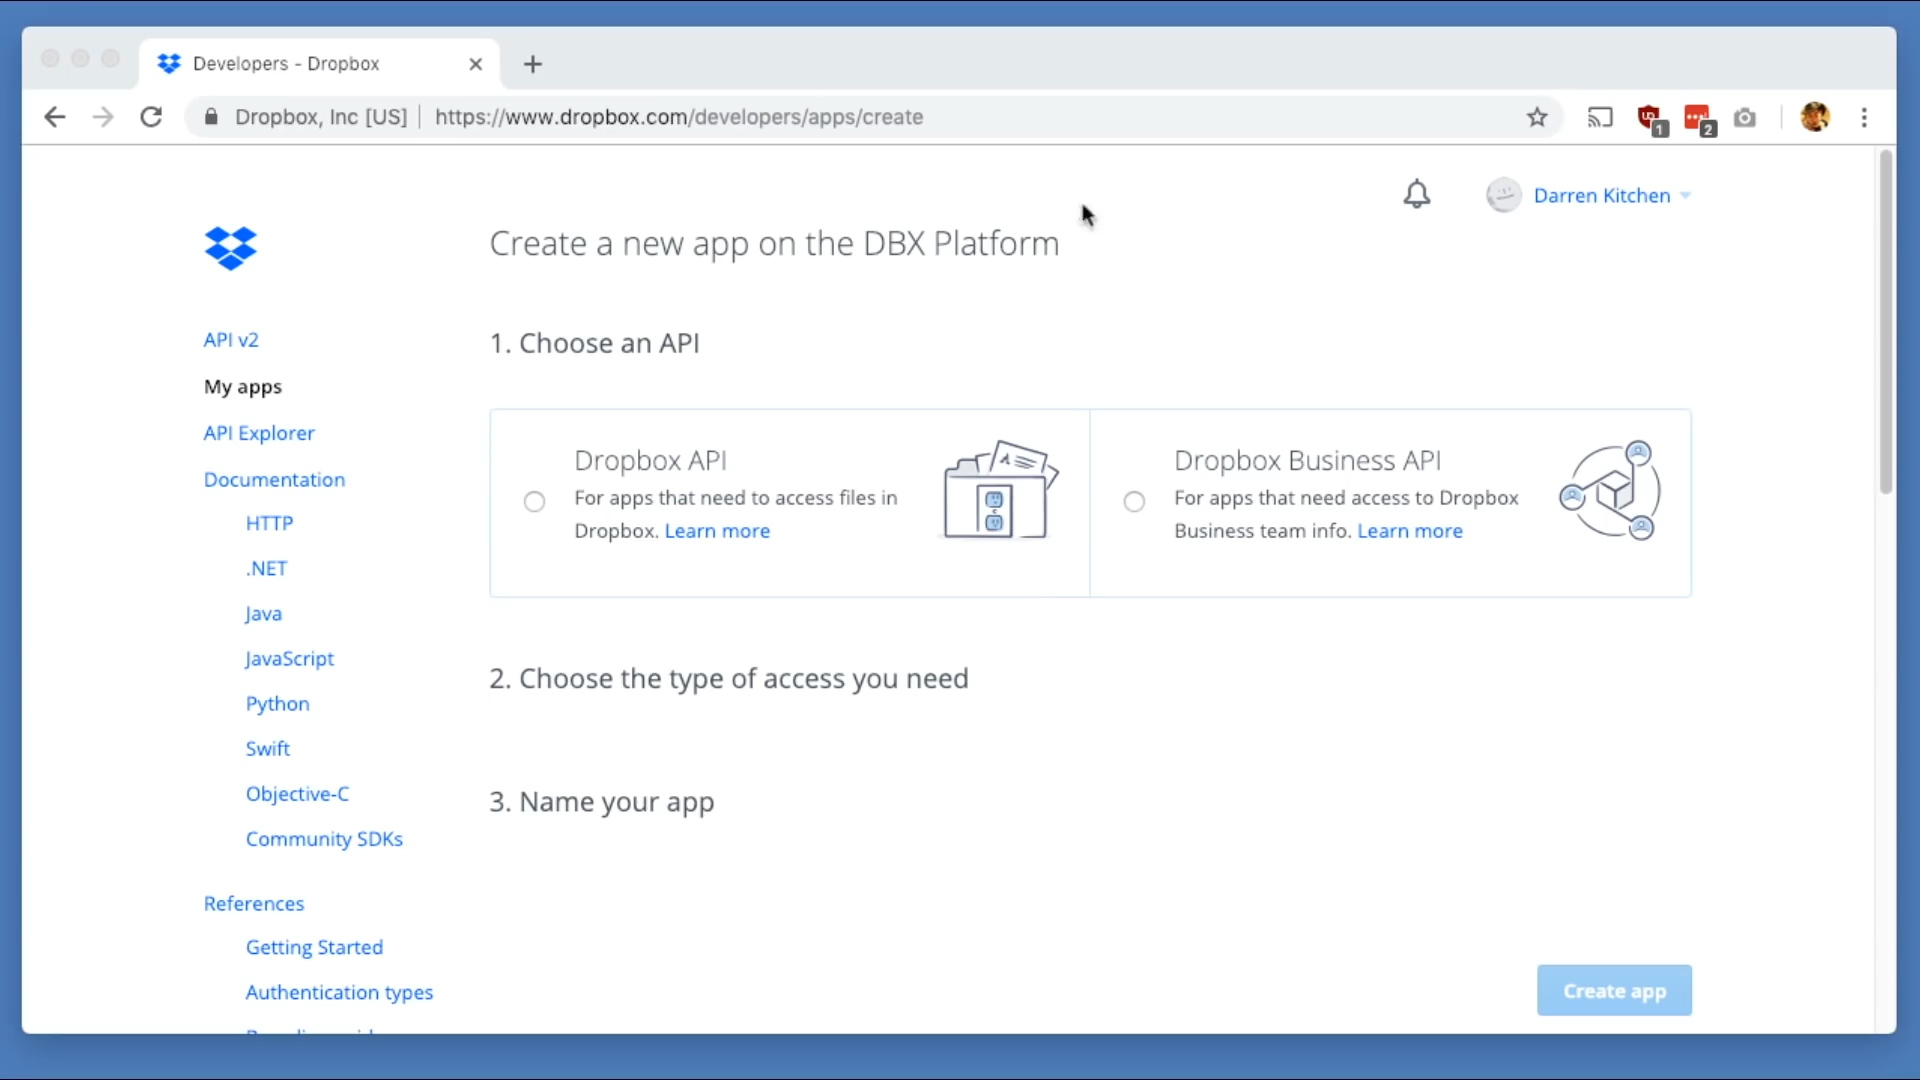 Developers - Dropbox
Dropbox, Inc [US] https://www.dropbox.com/developers/apps/create
1
2
Darren Kitchen
Create a new app on the DBX Platform
API v2
My apps
API Explorer
Documentation
HTTP
.NET
Java
JavaScript
Python
Swift
Objective-C
Community SDKs
References
Getting Started
Authentication types
1. Choose an API
Dropbox API
For apps that need to access files in
Dropbox. Learn more
Dropbox Business API
For apps that need access to Dropbox
Business team info. Learn more
2. Choose the type of access you need
3. Name your app
Create app